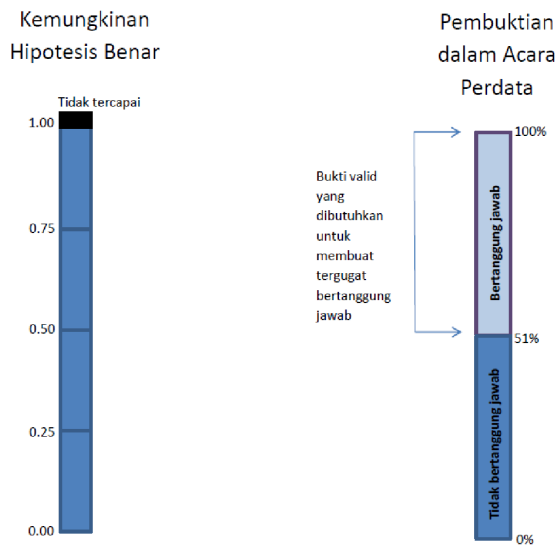 Kemungkinan
Hipotesis Benar
Tidak tercapai
1.00
0.75
0.50
0.25
0.00
Pembuktian
dalam Acara
Perdata
Bukti valid
yang
dibutuhkan
untuk
membuat
tergugat
bertanggung
jawab
100%
Bertanggung jawab
51%
Tidak bertanggung jawab
0%